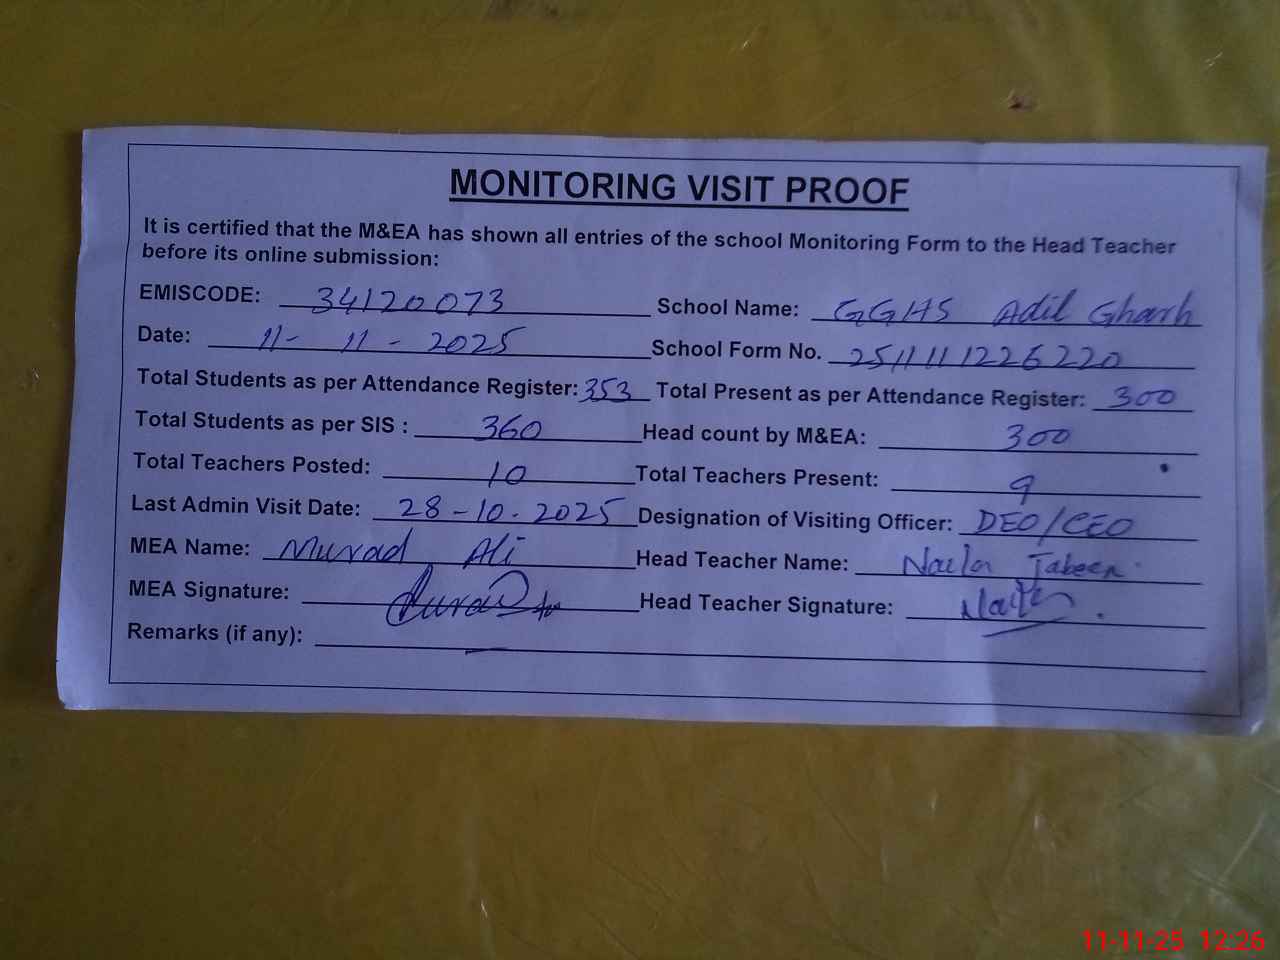 MONITORING VISIT PROOF
It is certified that the M&EA has shown all entries of the school Monitoring Form to the Head Teacher
before its online submission:
EMISCODE: 34120073 School Name: GGHS Adil Gharh
Date: 11-11-2025 School Form No. 2511111226220
Total Students as per Attendance Register: 353 Total Present as per Attendance Register: 300
Total Students as per SIS : 360 Head count by M&EA: 300
Total Teachers Posted: 10 Total Teachers Present: 9
Last Admin Visit Date: 28-10-2025 Designation of Visiting Officer: DEO/CEO
MEA Name: Murad Ali Head Teacher Name: Naila Jabeen
MEA Signature: Head Teacher Signature:
Remarks (if any):
11-11-25 12:26